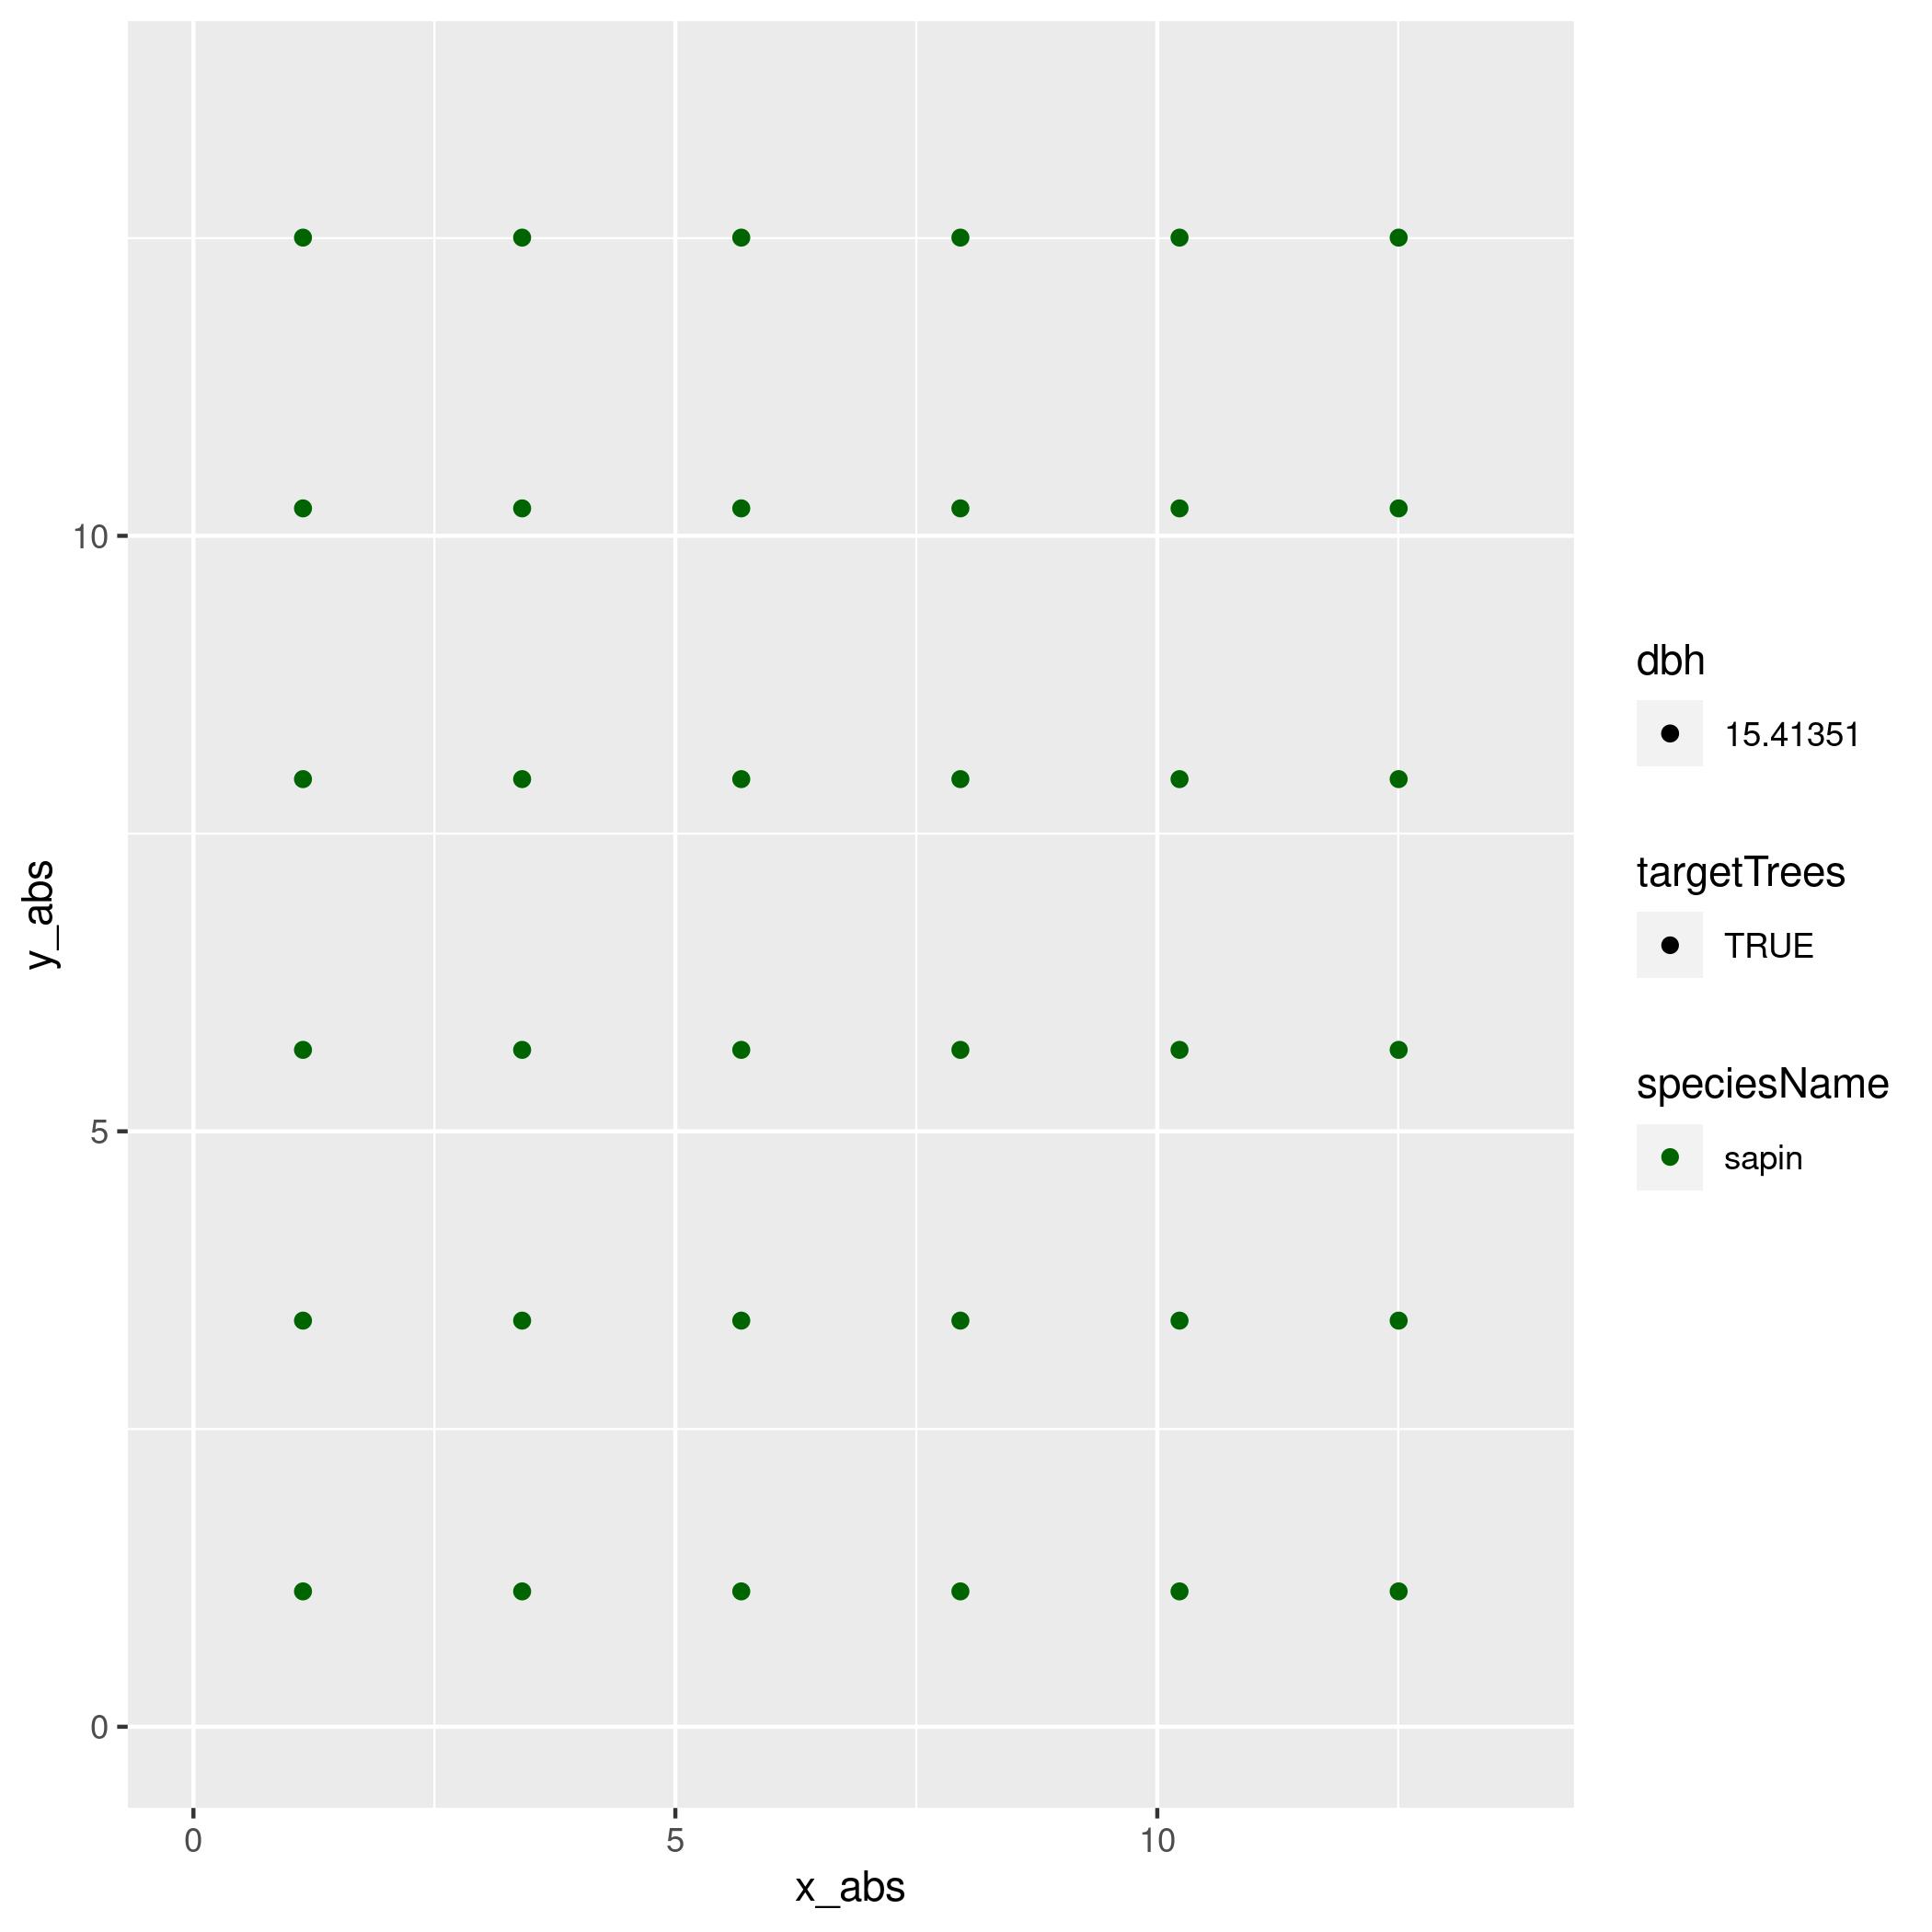 10
5
0
0
5
10
x_abs
y_abs
dbh
15.41351
targetTrees
TRUE
speciesName
sapin